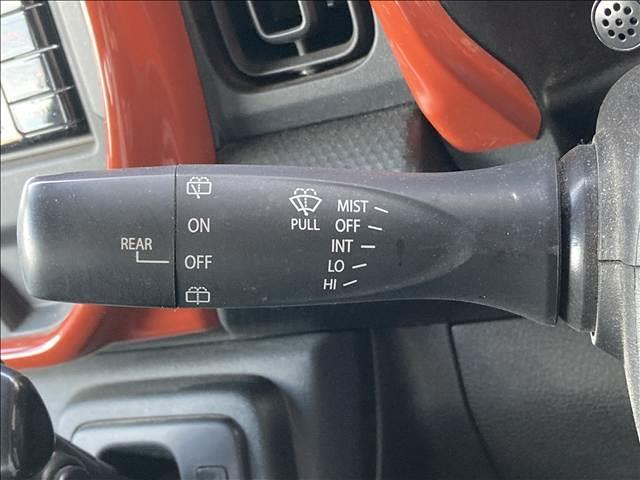 MIST
PULL OFF
ON
INT
REAR
OFF
LO
HI